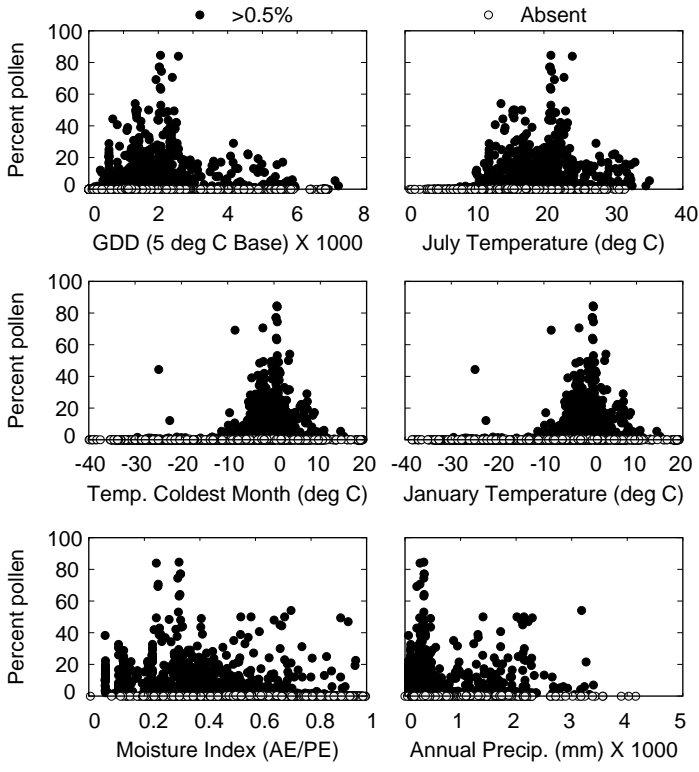 >0.5% Absent
Percent pollen
100
80
60
40
20
0
0 2 4 6 8
GDD (5 deg C Base) X 1000
0 10 20 30 40
July Temperature (deg C)
Percent pollen
100
80
60
40
20
0
-40 -30 -20 -10 0 10 20
Temp. Coldest Month (deg C)
-40 -30 -20 -10 0 10 20
January Temperature (deg C)
Percent pollen
100
80
60
40
20
0
0 0.2 0.4 0.6 0.8 1
Moisture Index (AE/PE)
0 1 2 3 4 5
Annual Precip. (mm) X 1000